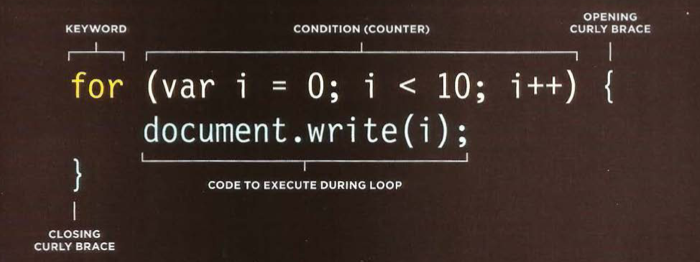 KEYWORD
CONDITION (COUNTER)
OPENING
CURLY BRACE
for (var i = 0; i < 10; i++) {
document.write(i);
}
CODE TO EXECUTE DURING LOOP
CLOSING
CURLY BRACE